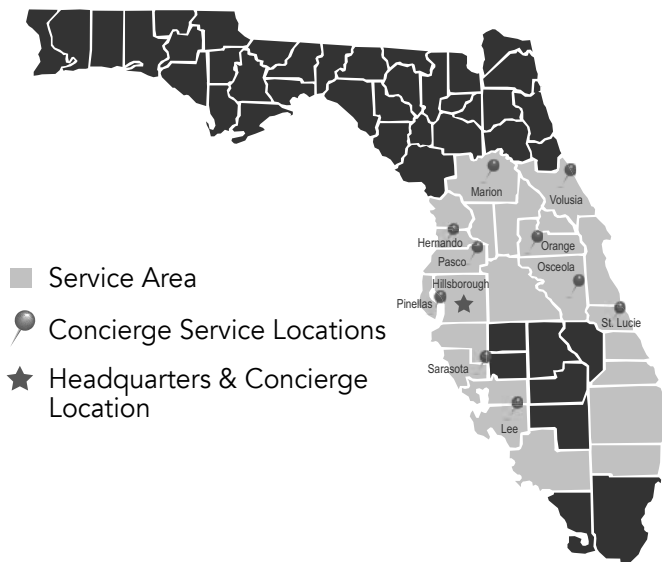 Marion
Volusia
Hernando
Orange
Pasco
Osceola
Hillsborough
Pinellas
St. Lucie
Sarasota
Lee
Service Area
Concierge Service Locations
Headquarters & Concierge
Location